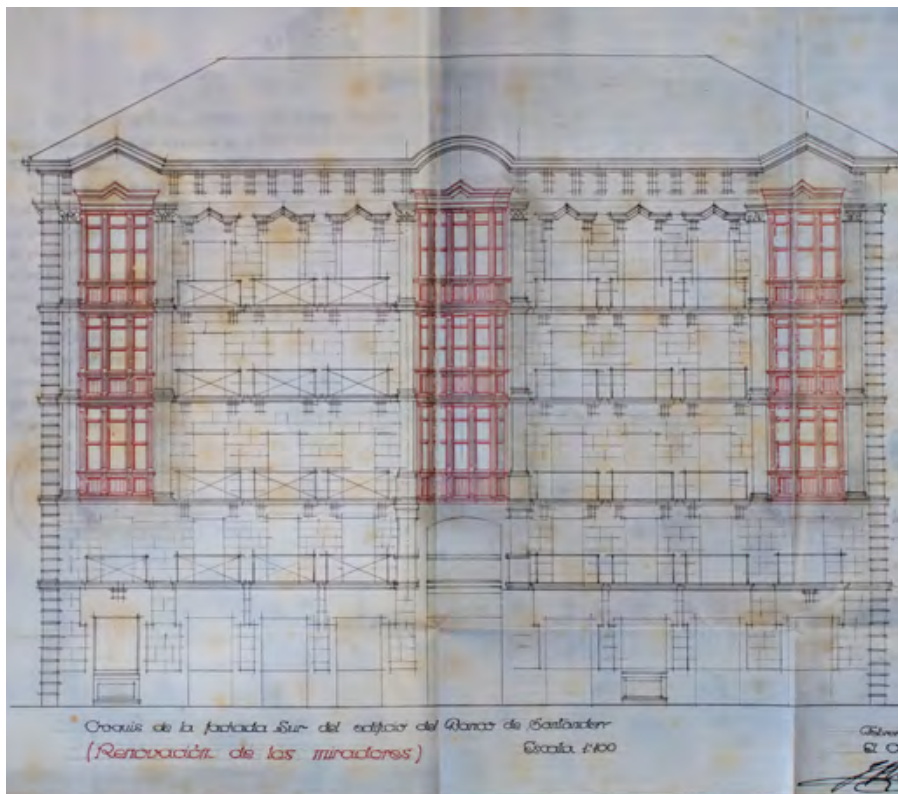 Croquis de la fachada Sur del edificio del Banco de Santander
(Renovación de los miradores)
Escala 1:100